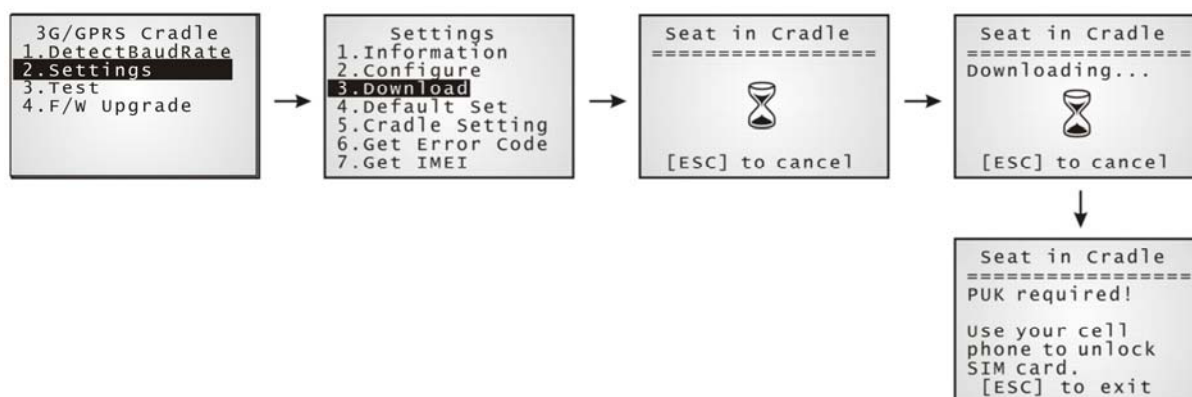 3G/GPRS Cradle
1.DetectBaudRate
2.Settings
3.Test
4.F/W Upgrade
Settings
1.Information
2.Configure
3.Download
4.Default Set
5.Cradle Setting
6.Get Error Code
7.Get IMEI
Seat in Cradle
==================
[ESC] to cancel
Seat in Cradle
==================
Downloading...
[ESC] to cancel
Seat in Cradle
==================
PUK required!
Use your cell
phone to unlock
SIM card.
[ESC] to exit